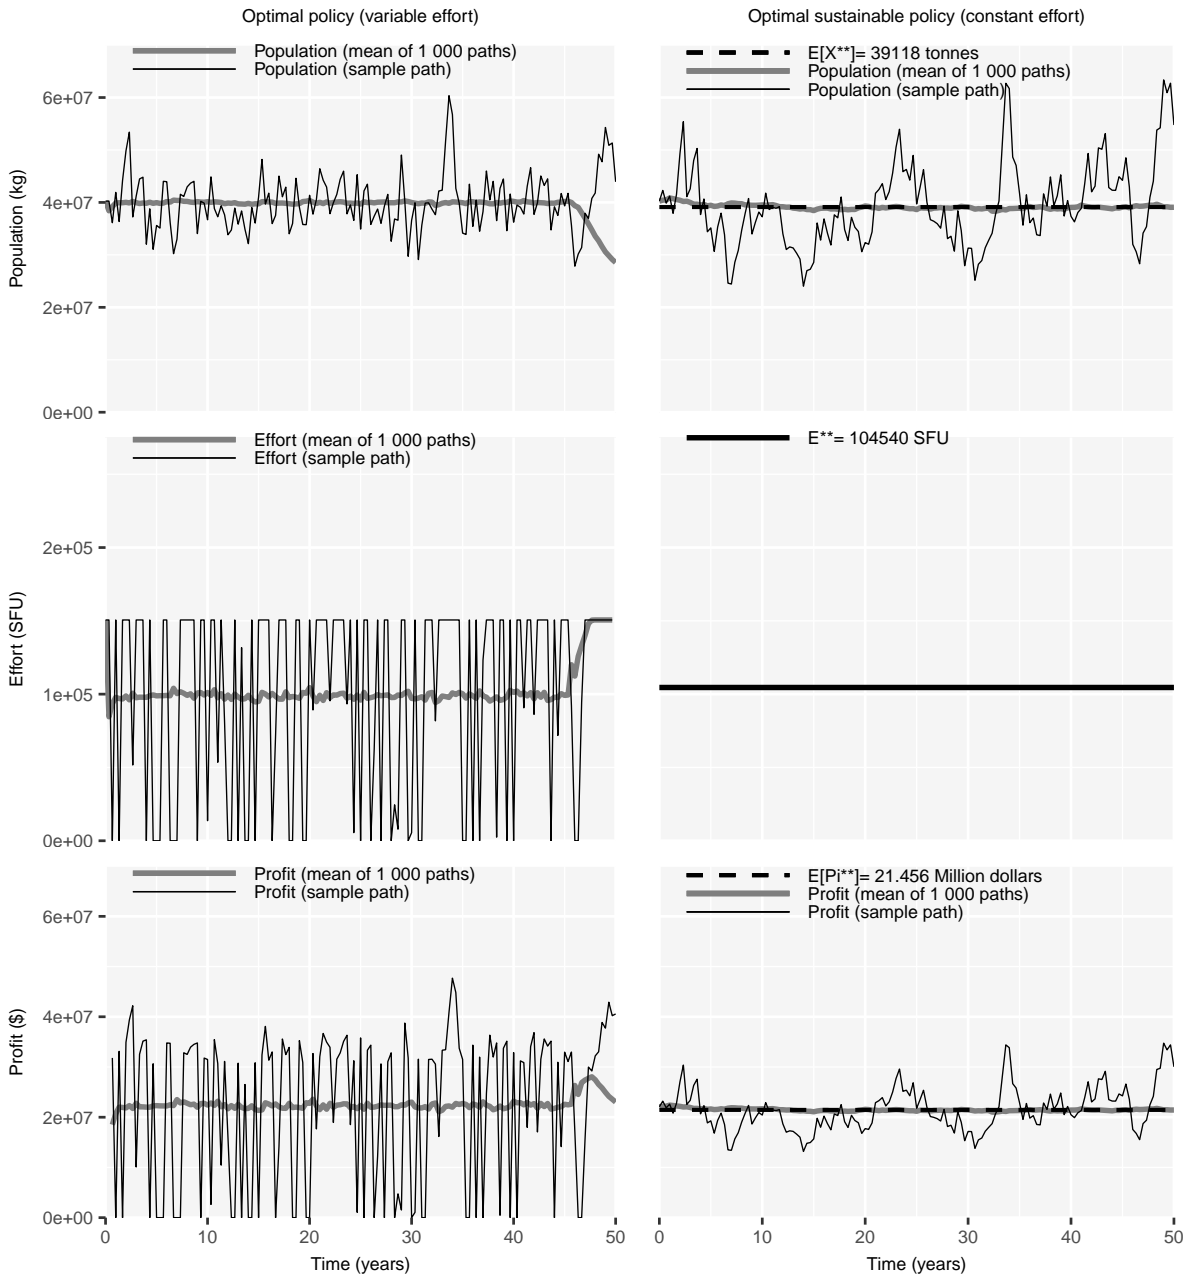 Optimal policy (variable effort)
Optimal sustainable policy (constant effort)
Population (mean of 1 000 paths)
Population (sample path)
E[X**]= 39118 tonnes
Population (mean of 1 000 paths)
Population (sample path)
Population (kg)
6e+07
4e+07
2e+07
0e+00
Effort (mean of 1 000 paths)
Effort (sample path)
E**= 104540 SFU
Effort (SFU)
2e+05
1e+05
0e+00
Profit (mean of 1 000 paths)
Profit (sample path)
E[Pi**]= 21.456 Million dollars
Profit (mean of 1 000 paths)
Profit (sample path)
Profit ($)
6e+07
4e+07
2e+07
0e+00
0 10 20 30 40 50
0 10 20 30 40 50
Time (years)
Time (years)